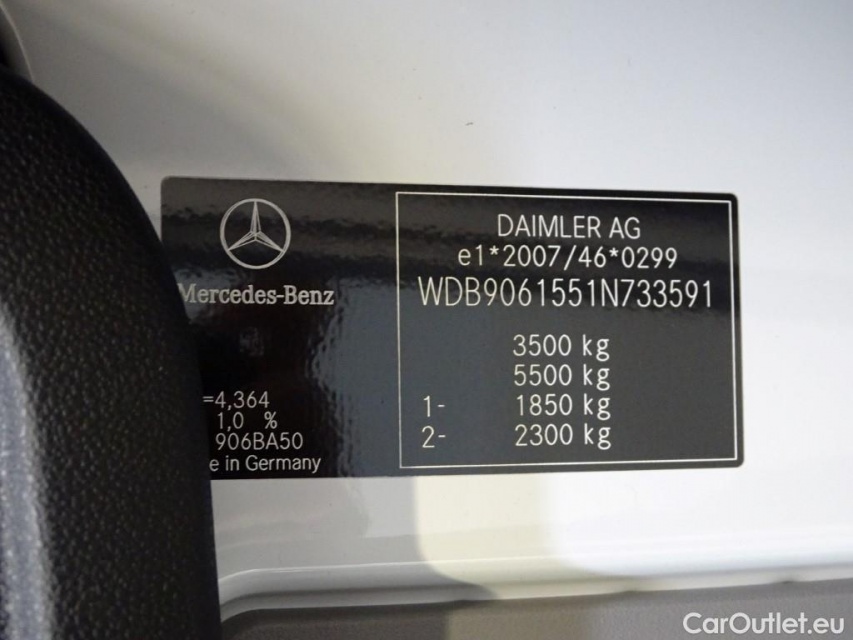 Mercedes-Benz
=4,364
1,0 %
906BA50
e in Germany
DAIMLER AG
e1*2007/46*0299
WDB9061551N733591
3500 kg
5500 kg
1- 1850 kg
2- 2300 kg
CarOutlet.eu